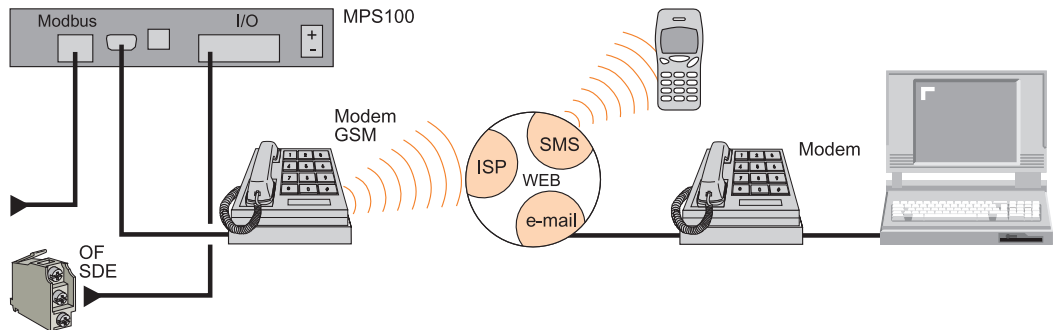 Modbus
I/O
MPS100
+
-
Modem
GSM
ISP
SMS
WEB
e-mail
Modem
OF
SDE